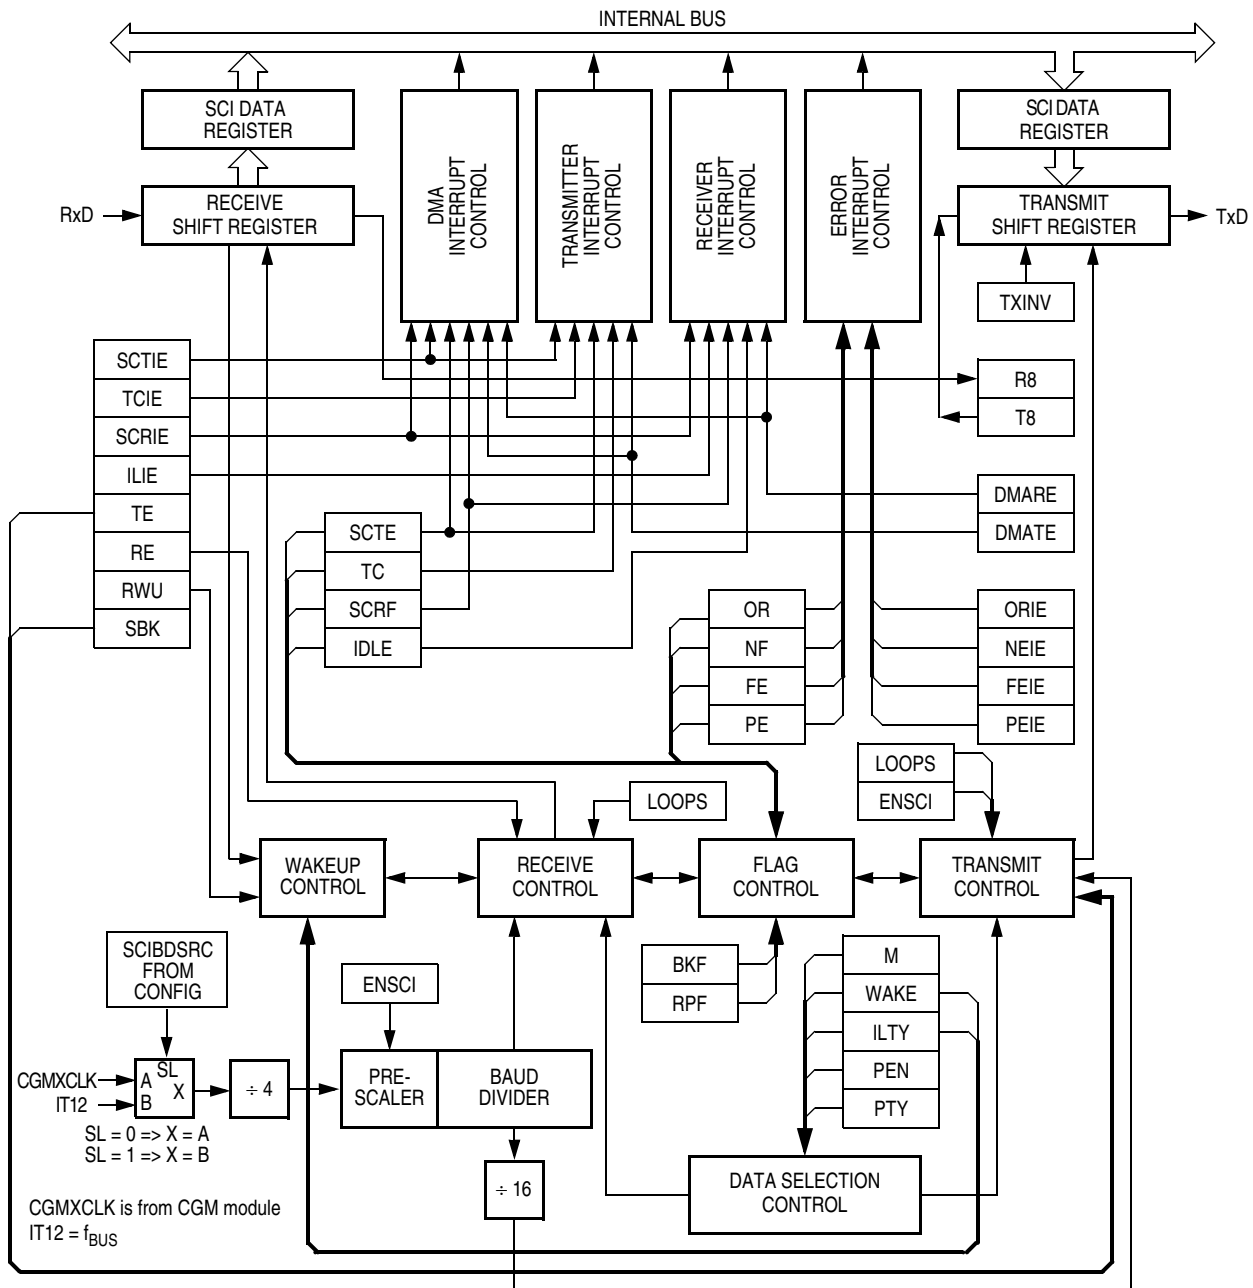 INTERNAL BUS
SCI DATA
REGISTER
SCI DATA
REGISTER
RECEIVE
SHIFT REGISTER
RxD
DMA
INTERRUPT
CONTROL
TRANSMITTER
INTERRUPT
CONTROL
RECEIVER
INTERRUPT
CONTROL
ERROR
INTERRUPT
CONTROL
TRANSMIT
SHIFT REGISTER
TxD
TXINV
SCTIE
TCIE
SCRIE
ILIE
TE
RE
RWU
SBK
R8
T8
DMARE
DMATE
SCTE
TC
SCRF
IDLE
OR
NF
FE
PE
ORIE
NEIE
FEIE
PEIE
LOOPS
LOOPS
ENSCI
WAKEUP
CONTROL
RECEIVE
CONTROL
FLAG
CONTROL
TRANSMIT
CONTROL
SCIBDSRC
FROM
CONFIG
ENSCI
BKF
RPF
M
WAKE
ILTY
PEN
PTY
CGMXCLK
IT12
SL
A
X
B
÷ 4
PRE-
SCALER
BAUD
DIVIDER
SL = 0 => X = A
SL = 1 => X = B
÷ 16
DATA SELECTION
CONTROL
CGMXCLK is from CGM module
IT12 = fBUS